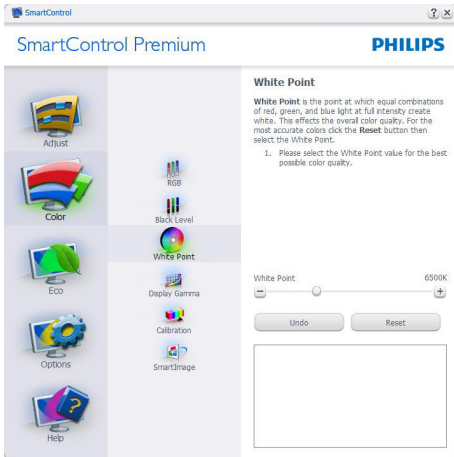 SmartControl
? ×
SmartControl Premium
PHILIPS
Adjust
Color
Eco
Options
Help
RGB
Black Level
White Point
Display Gamma
Calibration
SmartImage
White Point
White Point is the point at which equal combinations
of red, green, and blue light at full intensity create
white. This effects the overall color quality. For the
most accurate colors click the Reset button then
select the White Point.
1. Please select the White Point value for the best
possible color quality.
White Point 6500K
− +
Undo Reset